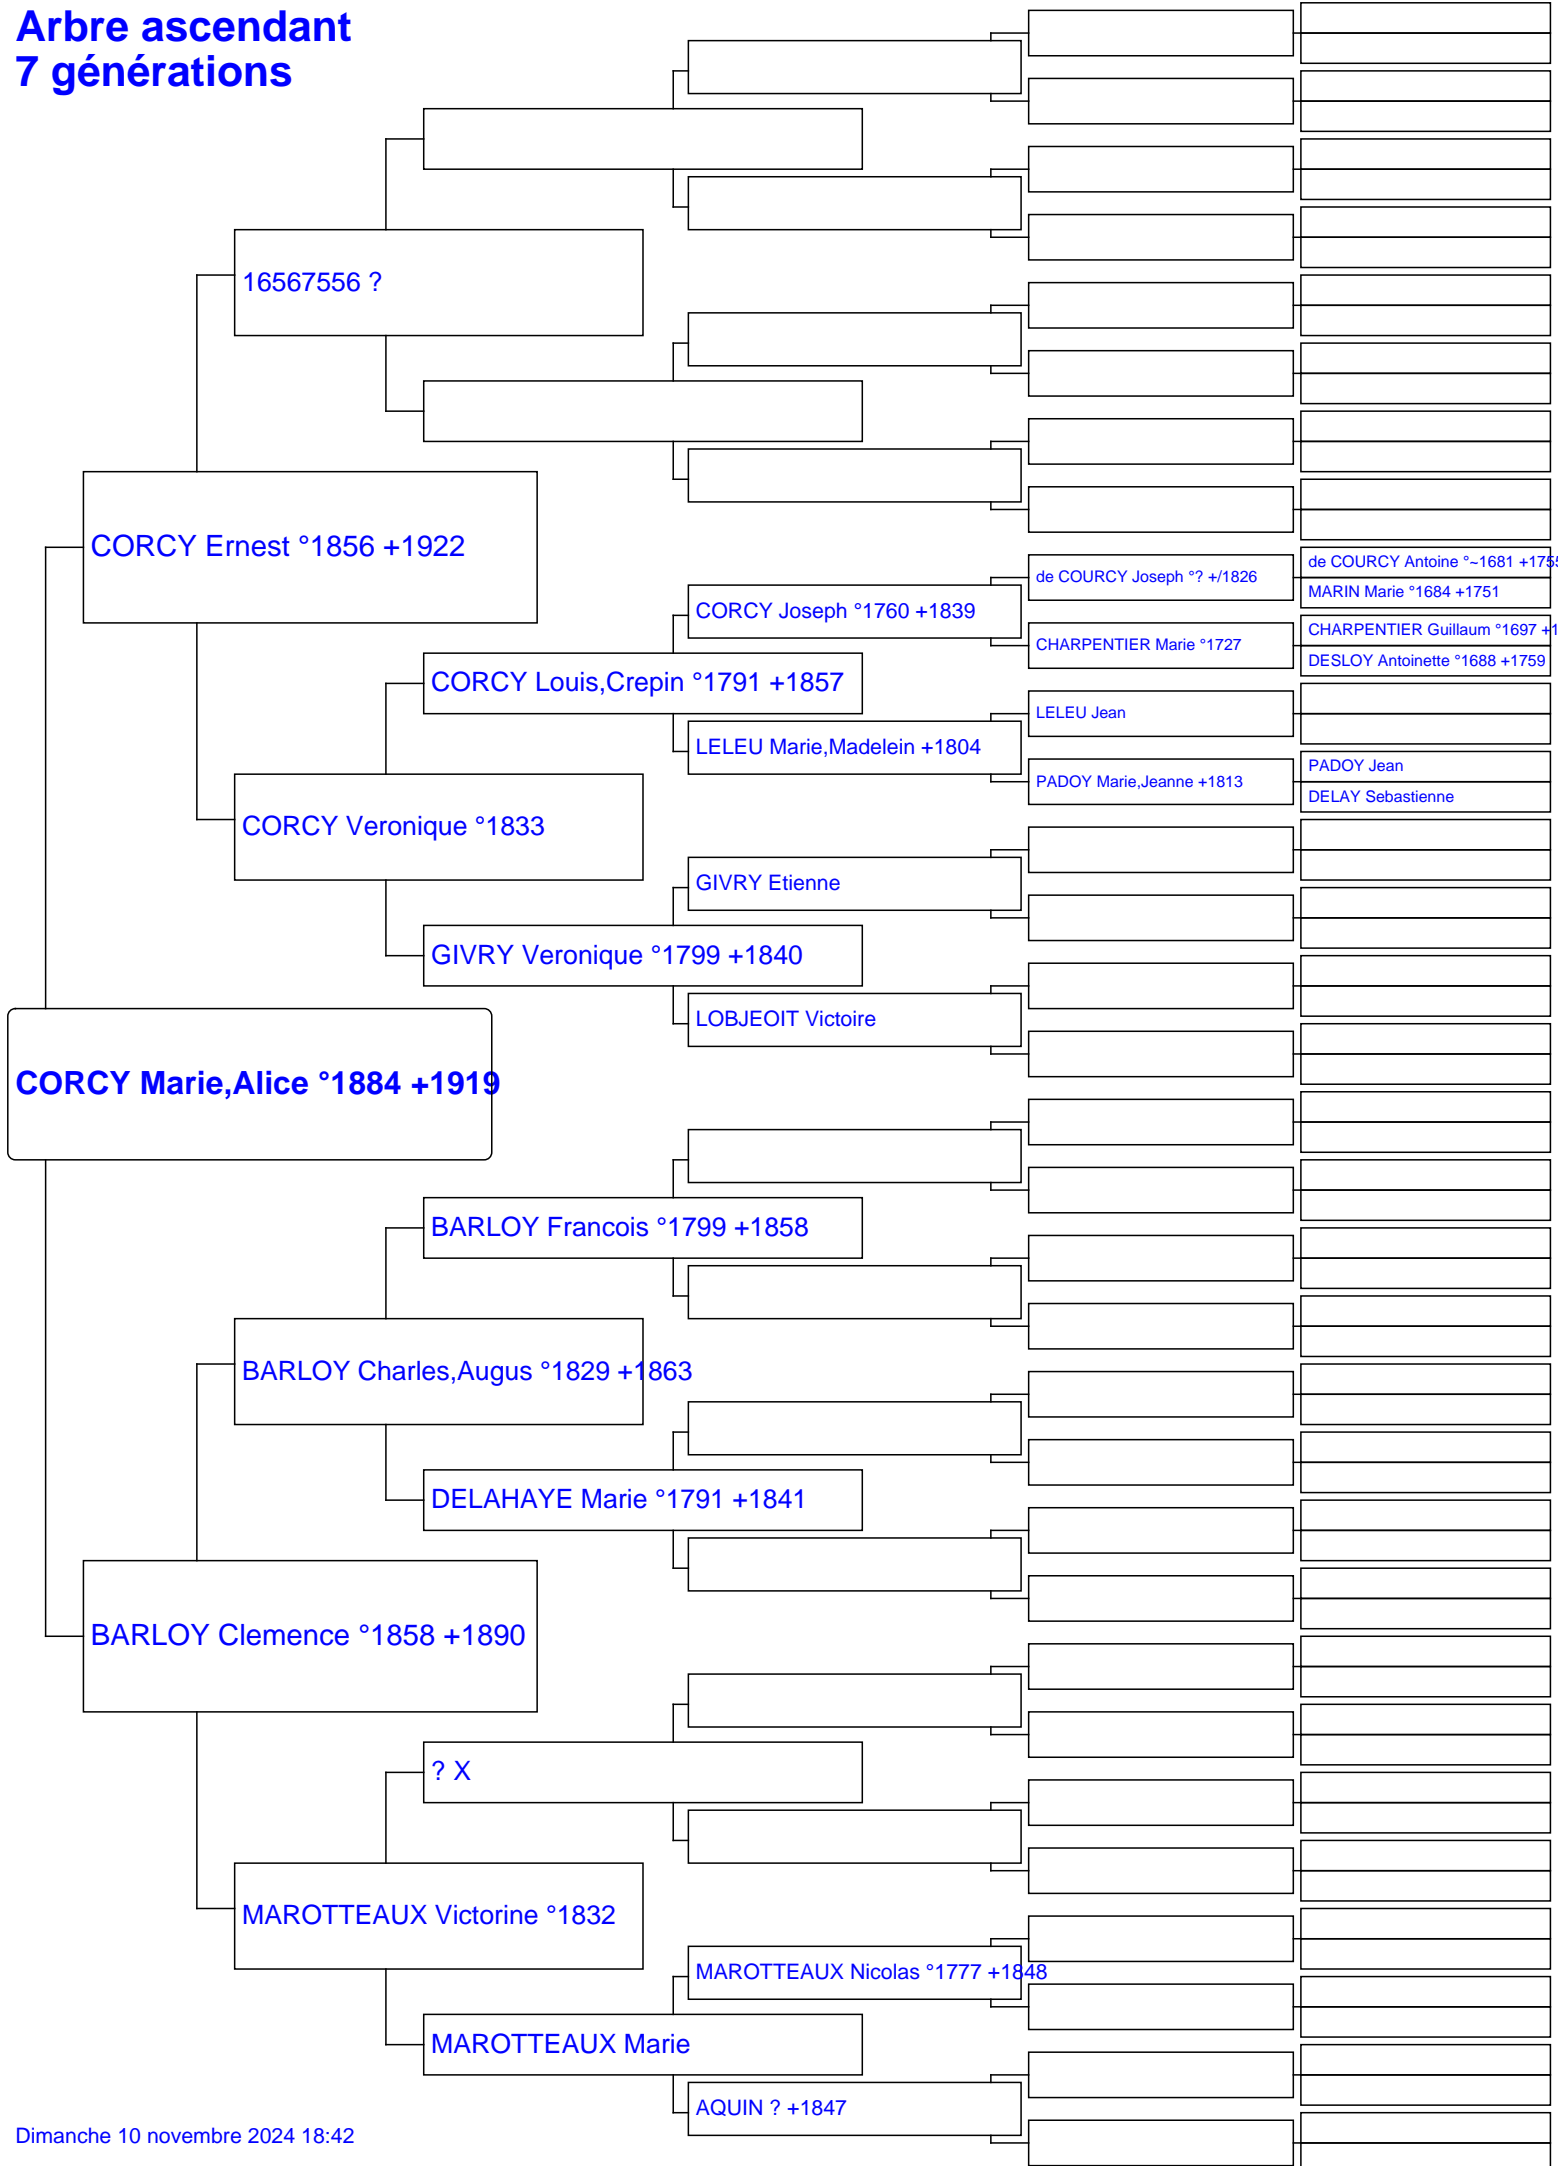 Arbre ascendant
7 générations
16567556 ?
CORCY Ernest °1856 +1922
de COURCY Antoine °~1681 +1755
de COURCY Joseph °? +/1826
MARIN Marie °1684 +1751
CORCY Joseph °1760 +1839
CHARPENTIER Guillaum °1697 +1
CHARPENTIER Marie °1727
DESLOY Antoinette °1688 +1759
CORCY Louis,Crepin °1791 +1857
LELEU Jean
LELEU Marie,Madelein +1804
PADOY Jean
PADOY Marie,Jeanne +1813
DELAY Sebastienne
CORCY Veronique °1833
GIVRY Etienne
GIVRY Veronique °1799 +1840
LOBJEOIT Victoire
CORCY Marie,Alice °1884 +1919
BARLOY Francois °1799 +1858
BARLOY Charles,Augus °1829 +1863
DELAHAYE Marie °1791 +1841
BARLOY Clemence °1858 +1890
? X
MAROTTEAUX Victorine °1832
MAROTTEAUX Nicolas °1777 +1848
MAROTTEAUX Marie
AQUIN ? +1847
Dimanche 10 novembre 2024 18:42